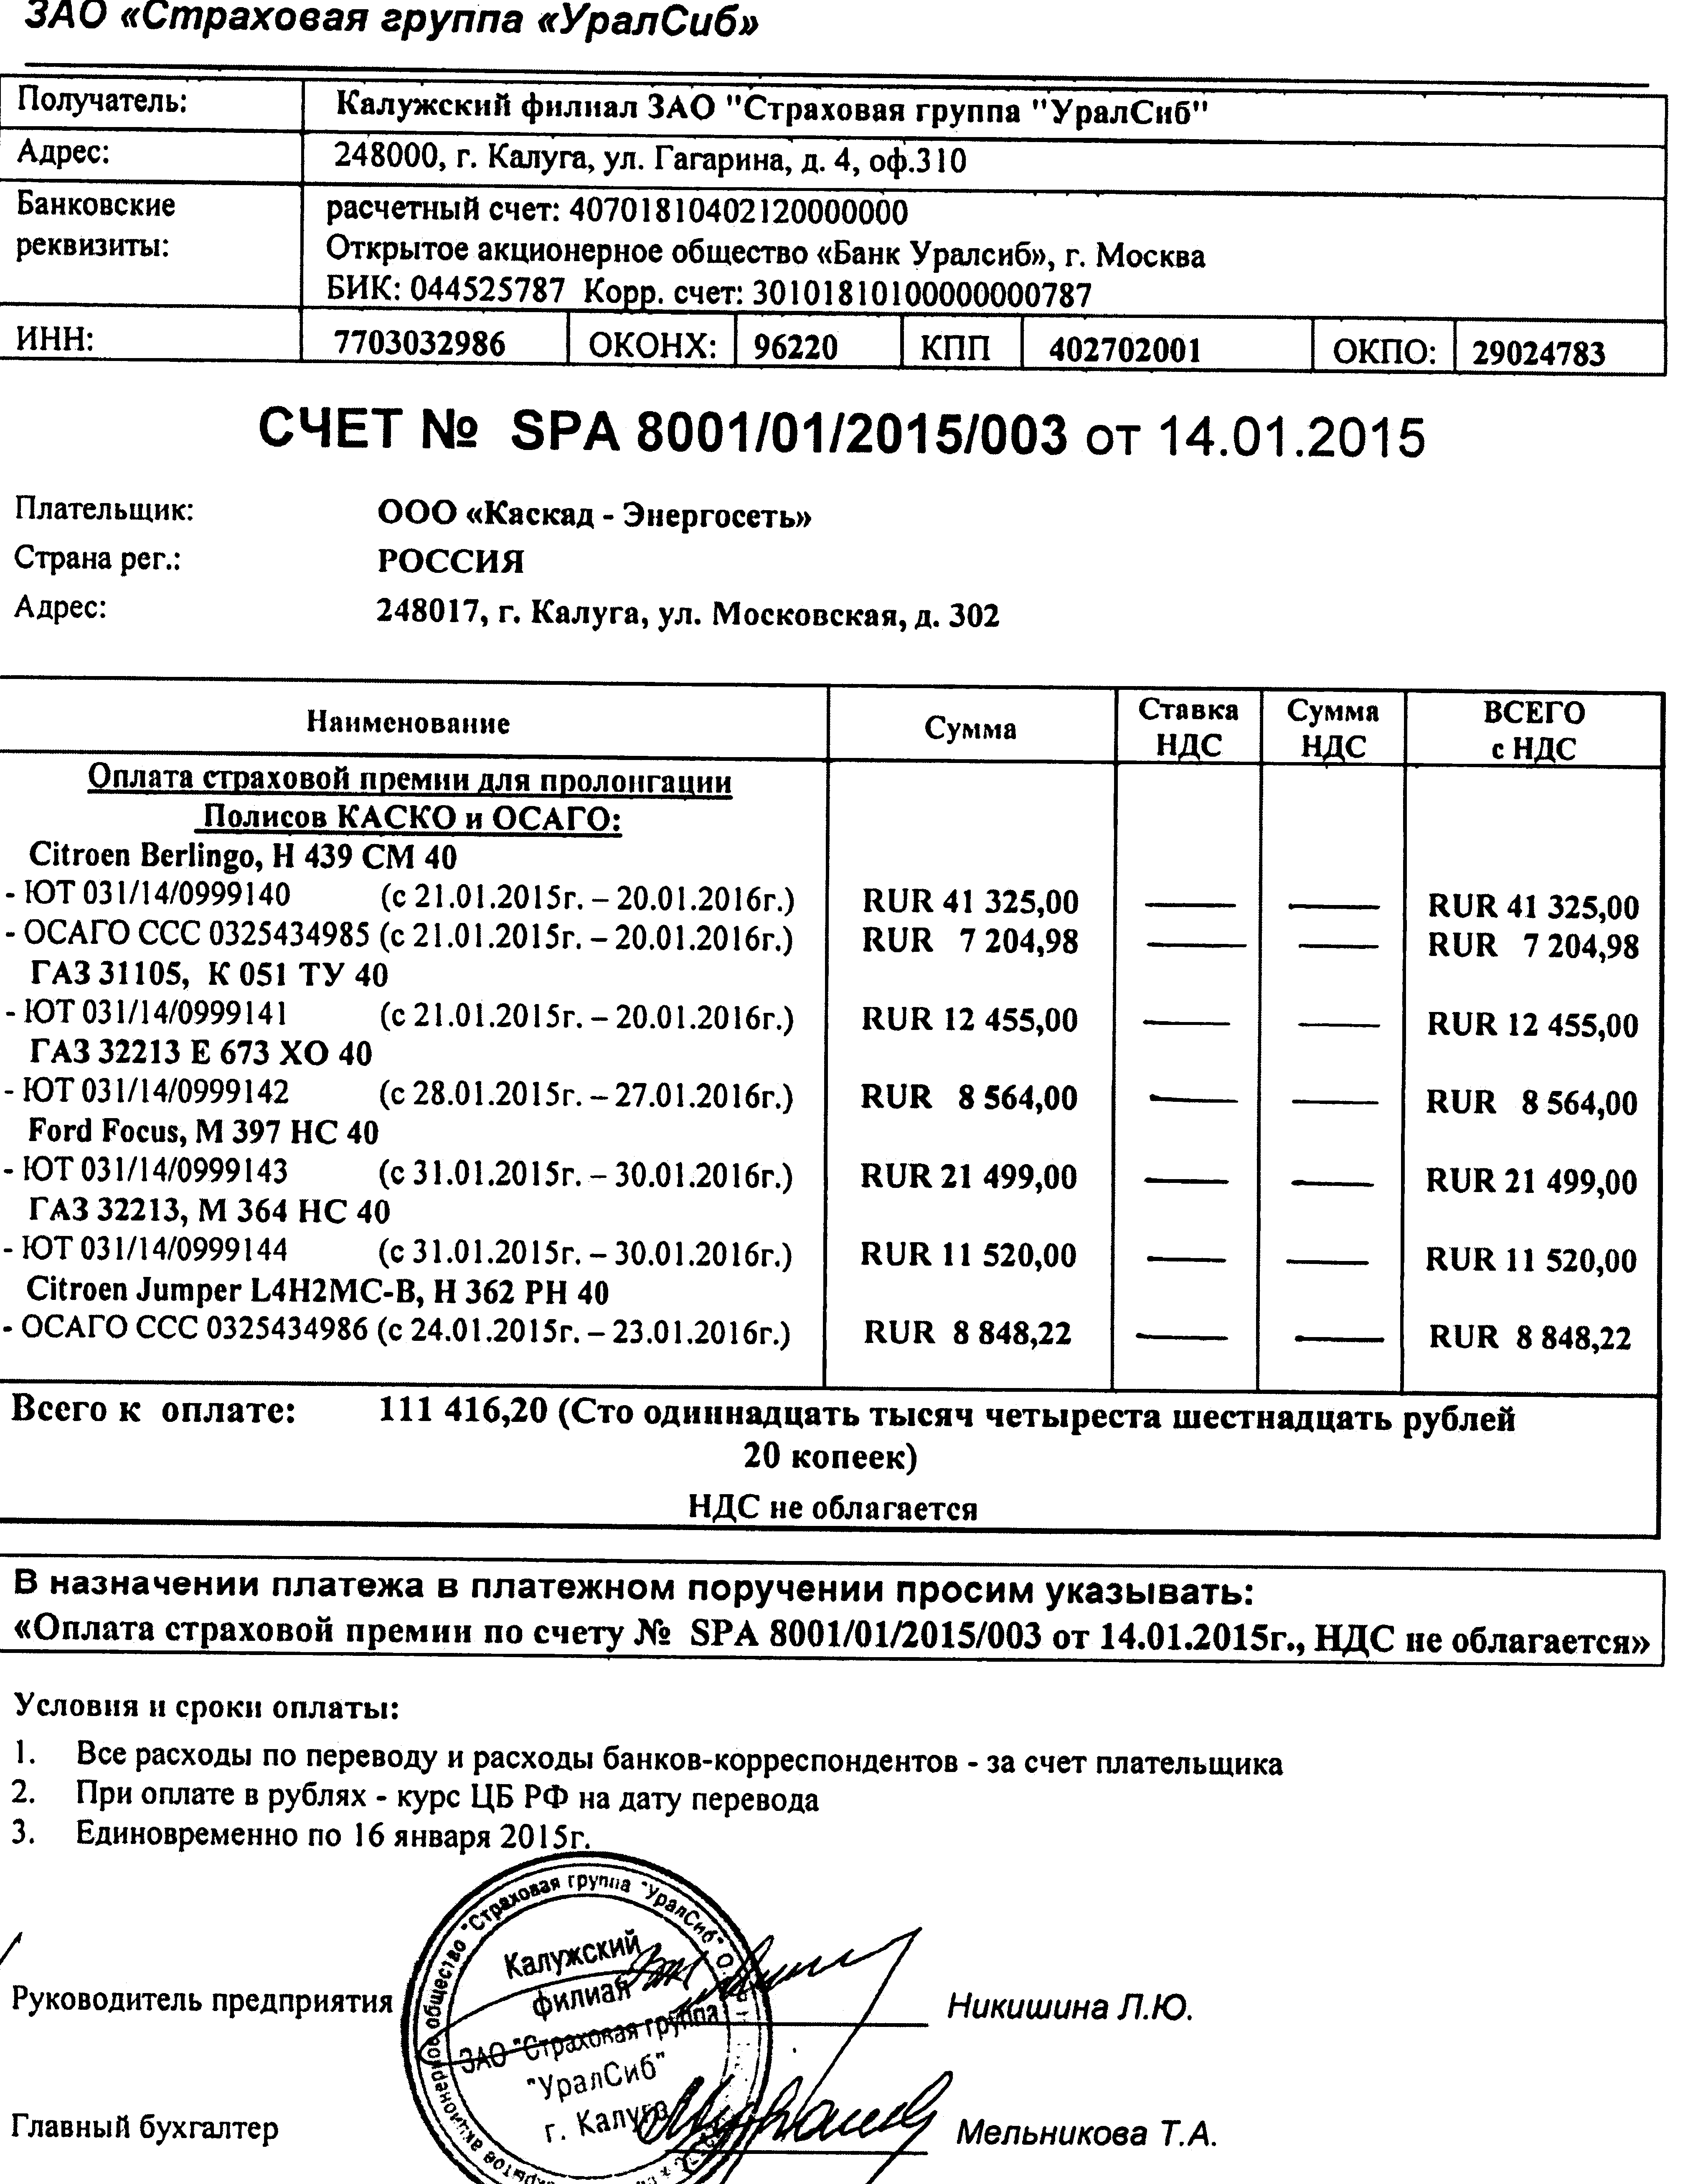 ЗАО «Страховая группа «УралСиб»
Получатель: Калужский филиал ЗАО "Страховая группа "УралСиб"
Адрес: 248000, г. Калуга, ул. Гагарина, д. 4, оф.310
Банковские реквизиты: расчетный счет: 40701810402120000000
Открытое акционерное общество «Банк Уралсиб», г. Москва
БИК: 044525787 Корр. счет: 30101810100000000787
ИНН: 7703032986 ОКОНХ: 96220 КПП 402702001 ОКПО: 29024783
СЧЕТ № SPA 8001/01/2015/003 от 14.01.2015
Плательщик: ООО «Каскад - Энергосеть»
Страна рег.: РОССИЯ
Адрес: 248017, г. Калуга, ул. Московская, д. 302
Наименование Сумма Ставка НДС Сумма НДС ВСЕГО с НДС
Оплата страховой премии для пролонгации
Полисов КАСКО и ОСАГО:
Citroen Berlingo, Н 439 СМ 40
- ЮТ 031/14/0999140 (с 21.01.2015г. – 20.01.2016г.) RUR 41 325,00 — — RUR 41 325,00
- ОСАГО ССС 0325434985 (с 21.01.2015г. – 20.01.2016г.) RUR 7 204,98 — — RUR 7 204,98
ГАЗ 31105, К 051 ТУ 40
- ЮТ 031/14/0999141 (с 21.01.2015г. – 20.01.2016г.) RUR 12 455,00 — — RUR 12 455,00
ГАЗ 32213 Е 673 ХО 40
- ЮТ 031/14/0999142 (с 28.01.2015г. – 27.01.2016г.) RUR 8 564,00 — — RUR 8 564,00
Ford Focus, М 397 НС 40
- ЮТ 031/14/0999143 (с 31.01.2015г. – 30.01.2016г.) RUR 21 499,00 — — RUR 21 499,00
ГАЗ 32213, М 364 НС 40
- ЮТ 031/14/0999144 (с 31.01.2015г. – 30.01.2016г.) RUR 11 520,00 — — RUR 11 520,00
Citroen Jumper L4H2MC-B, Н 362 РН 40
- ОСАГО ССС 0325434986 (с 24.01.2015г. – 23.01.2016г.) RUR 8 848,22 — — RUR 8 848,22
Всего к оплате: 111 416,20 (Сто одиннадцать тысяч четыреста шестнадцать рублей
20 копеек)
НДС не облагается
В назначении платежа в платежном поручении просим указывать:
«Оплата страховой премии по счету № SPA 8001/01/2015/003 от 14.01.2015г., НДС не облагается»
Условия и сроки оплаты:
1. Все расходы по переводу и расходы банков-корреспондентов - за счет плательщика
2. При оплате в рублях - курс ЦБ РФ на дату перевода
3. Единовременно по 16 января 2015г.
общество "Страховая группа "УралСиб"
Калужский
филиал
ЗАО "Страховая группа
"УралСиб"
г. Калуга
Руководитель предприятия Никишина Л.Ю.
Главный бухгалтер Мельникова Т.А.